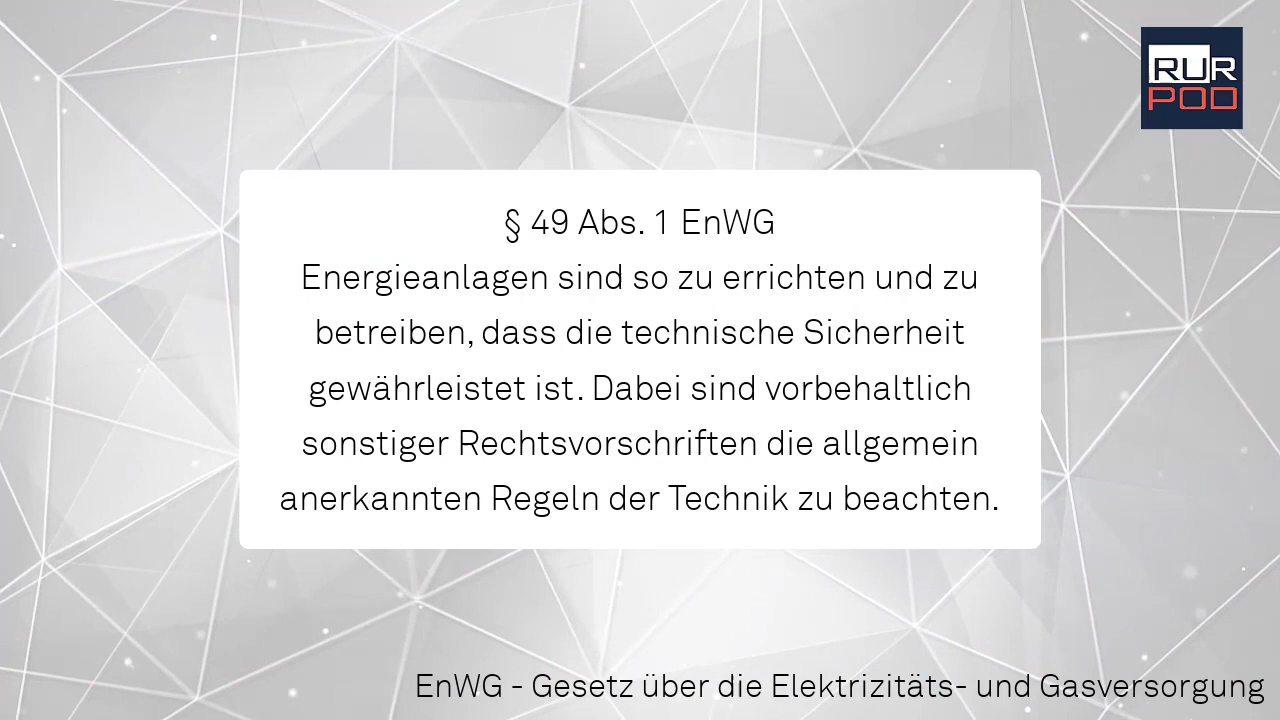 RUR
POD
§ 49 Abs. 1 EnWG
Energieanlagen sind so zu errichten und zu
betreiben, dass die technische Sicherheit
gewährleistet ist. Dabei sind vorbehaltlich
sonstiger Rechtsvorschriften die allgemein
anerkannten Regeln der Technik zu beachten.
EnWG - Gesetz über die Elektrizitäts- und Gasversorgung